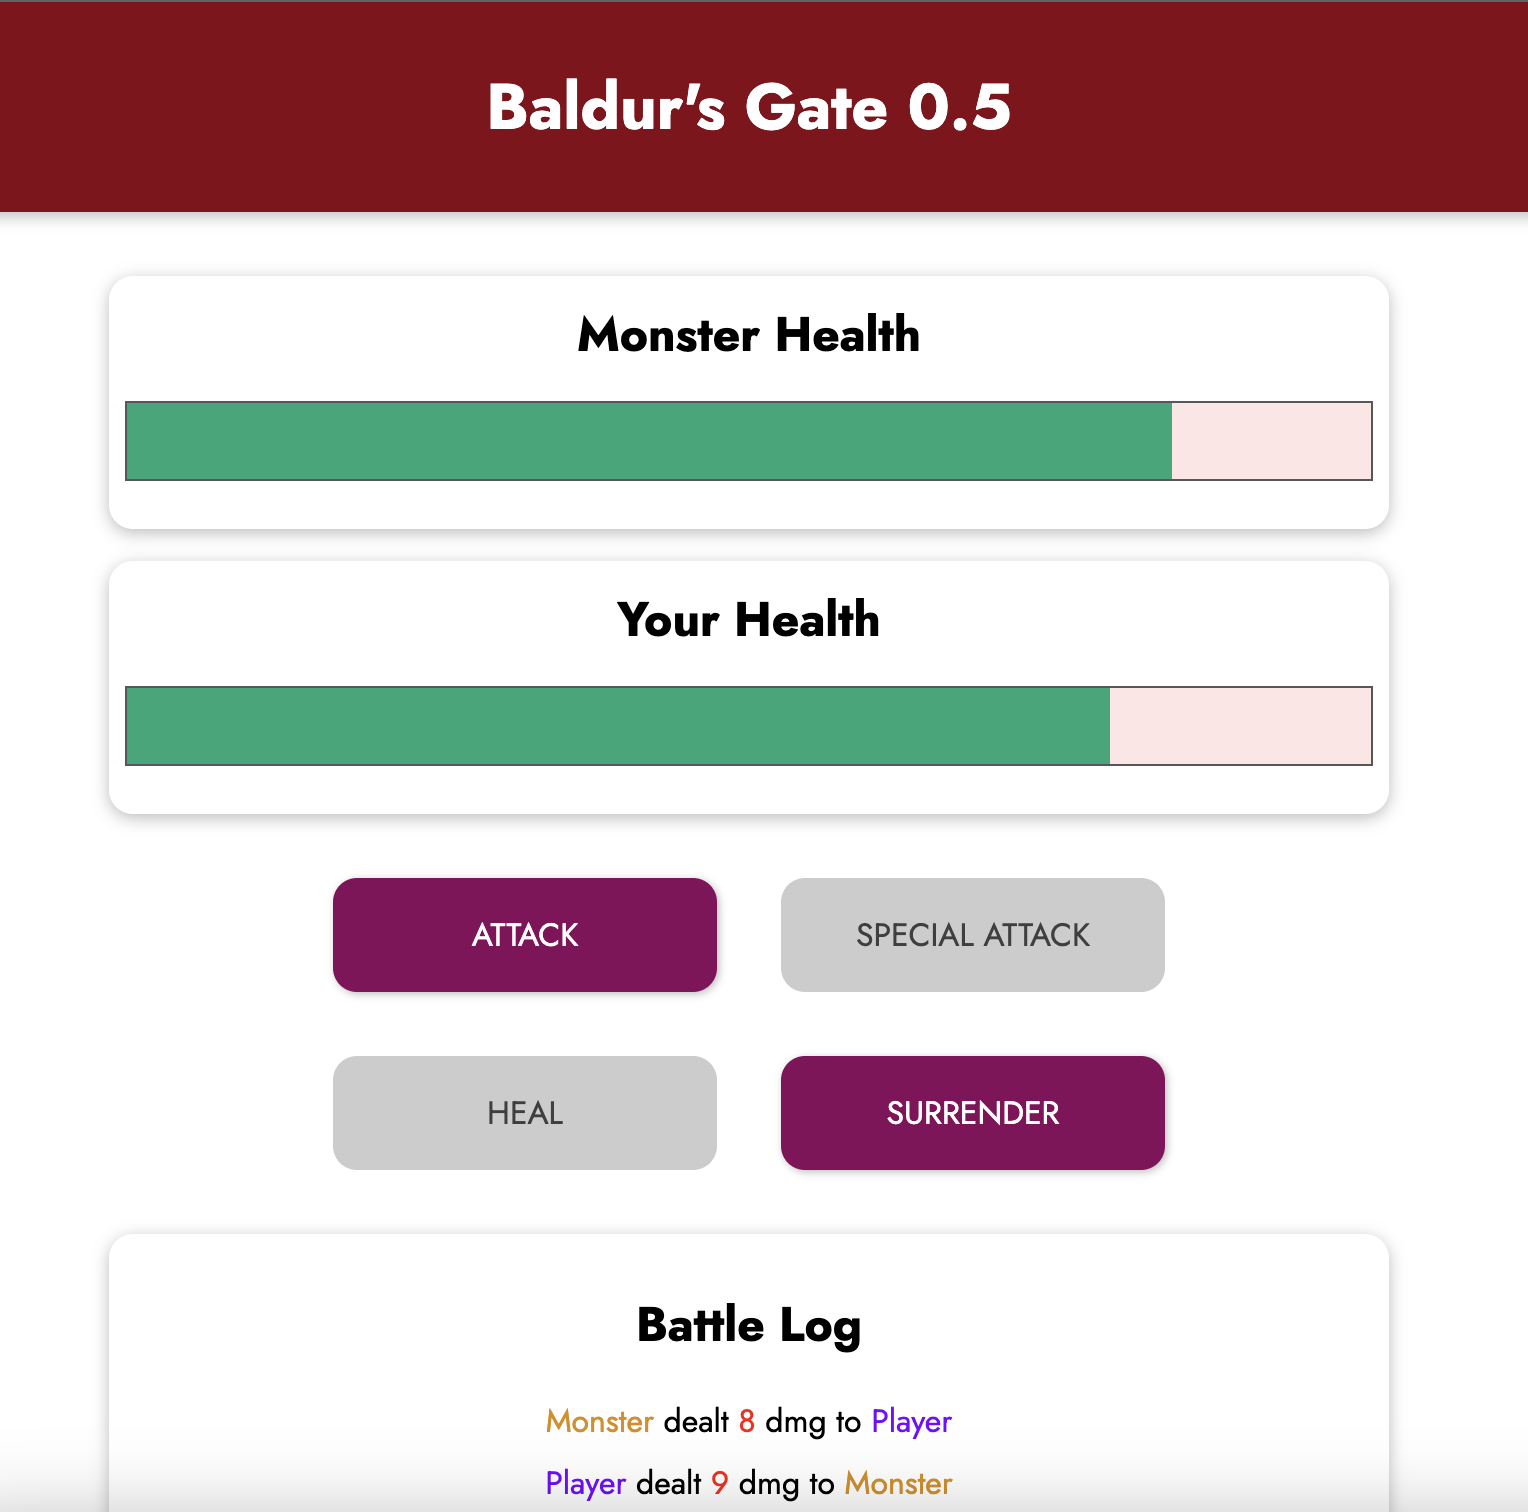 Baldur's Gate 0.5
Monster Health
Your Health
ATTACK
SPECIAL ATTACK
HEAL
SURRENDER
Battle Log
Monster dealt 8 dmg to Player
Player dealt 9 dmg to Monster